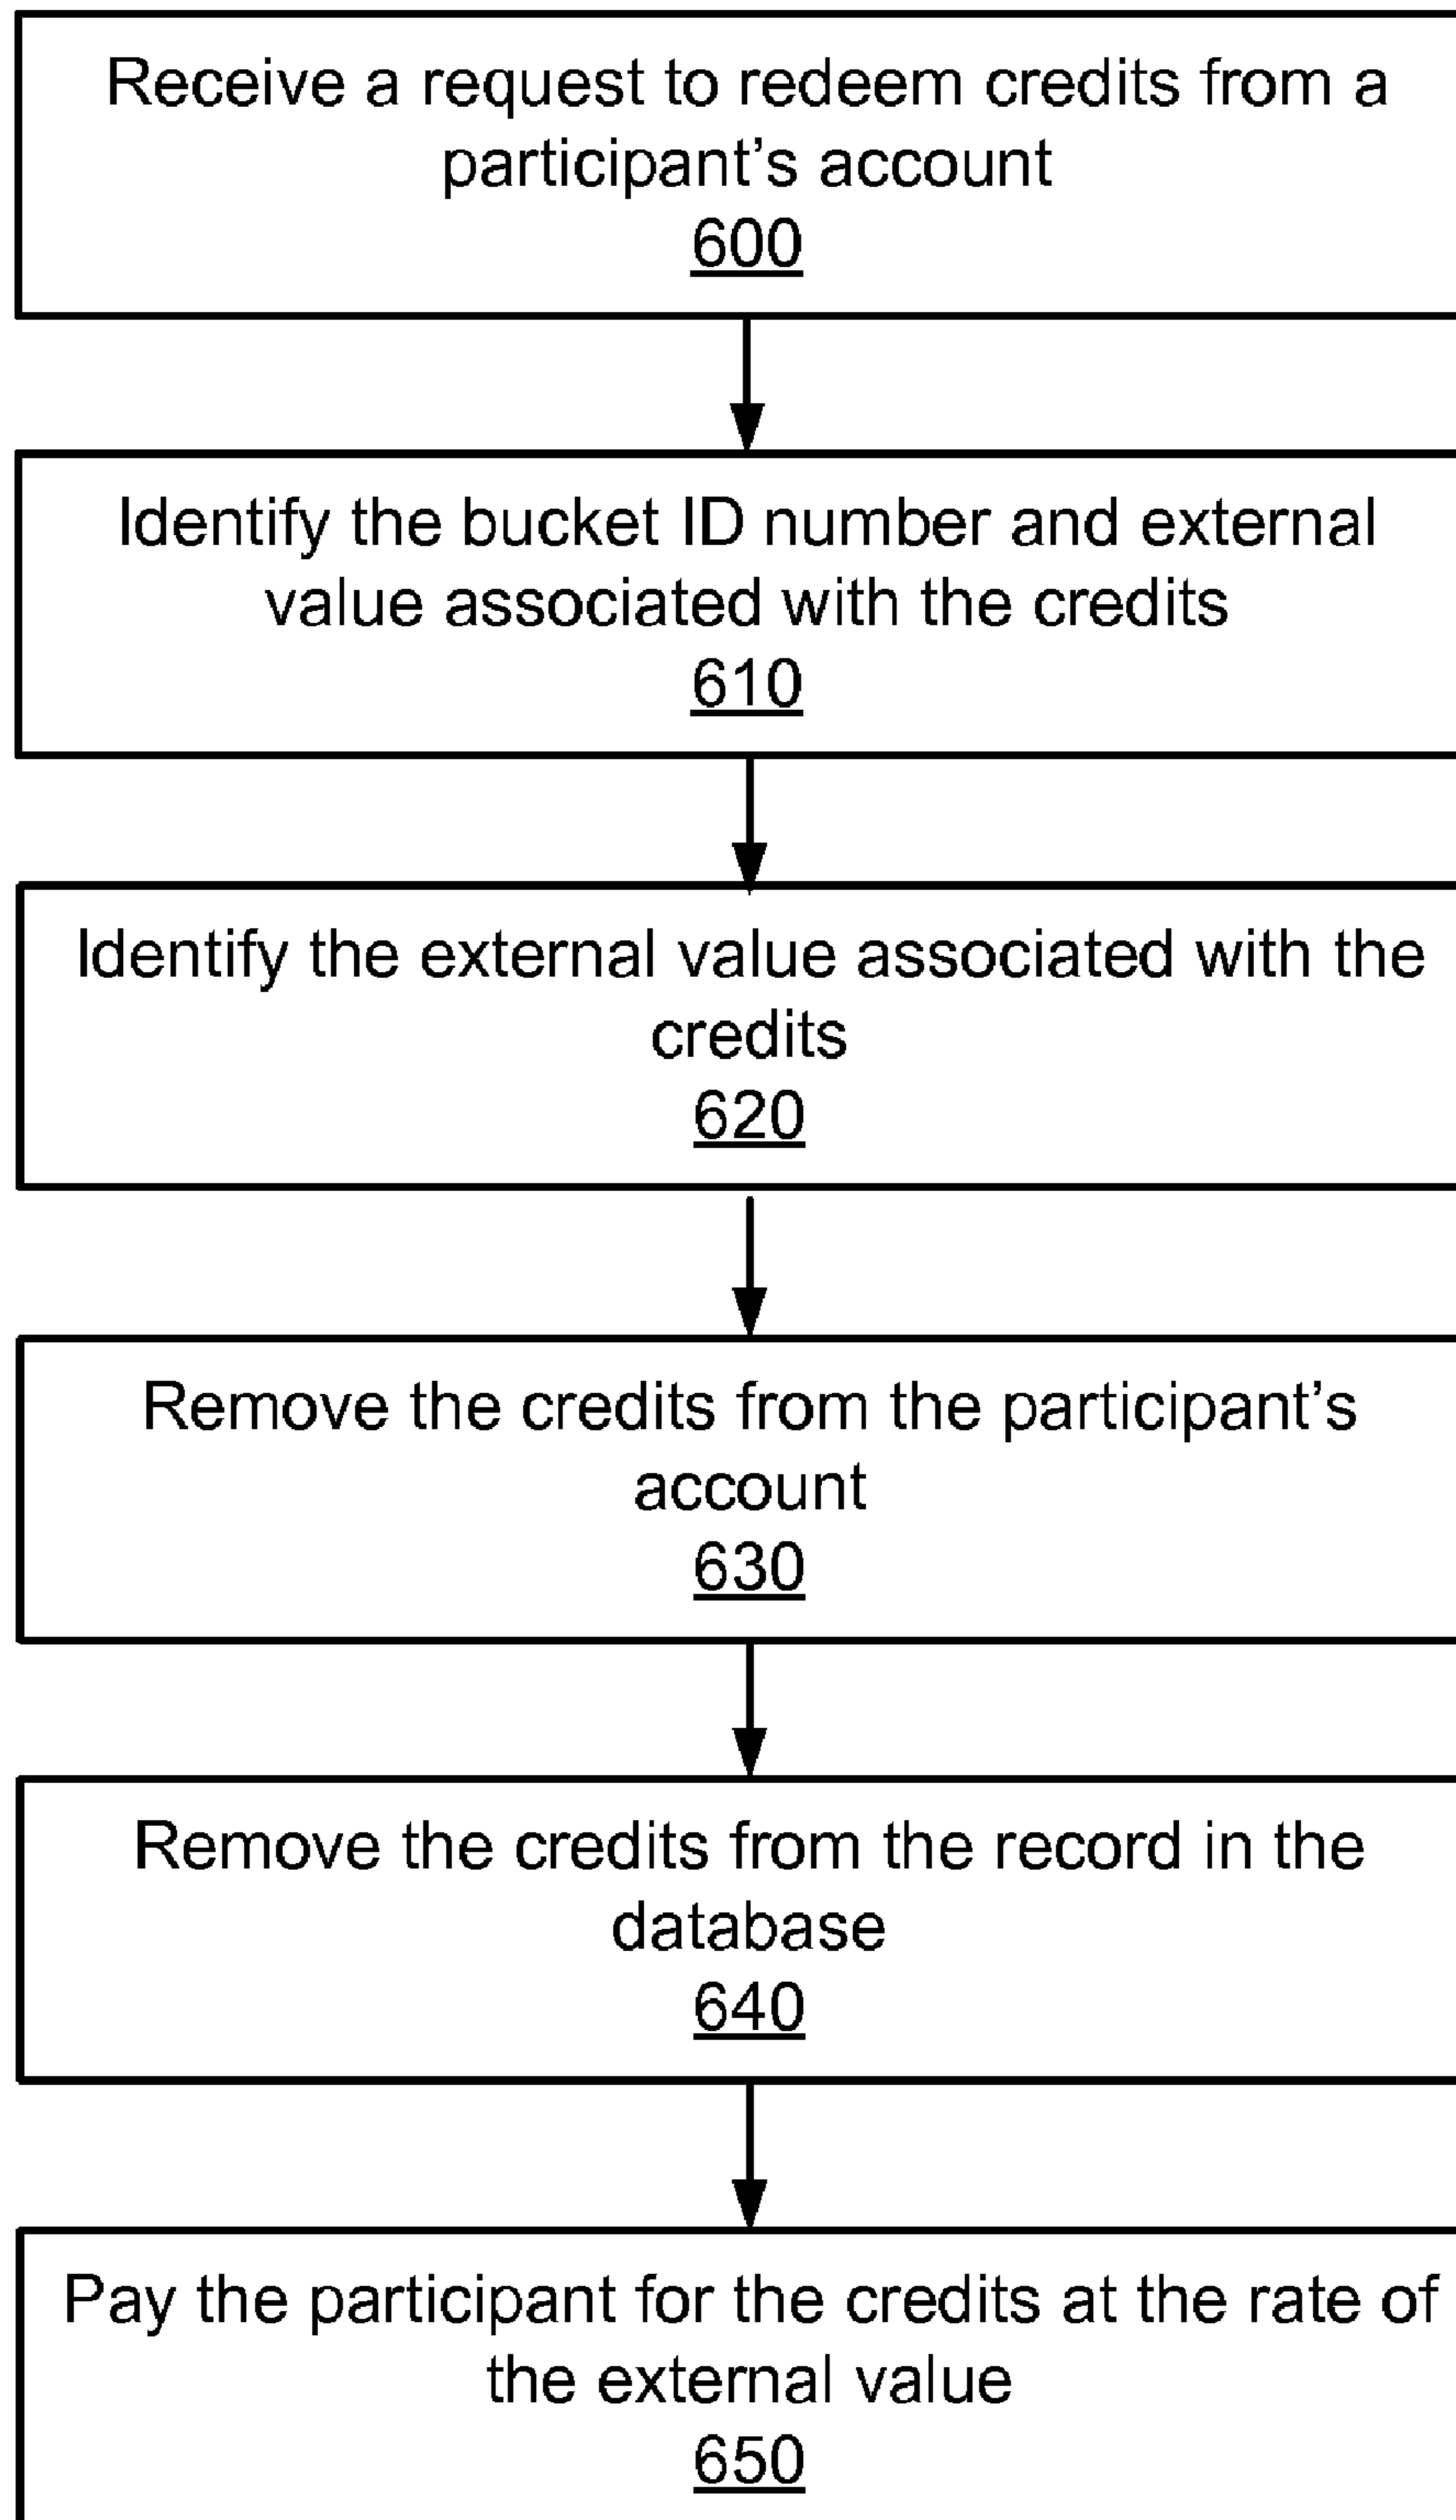 Receive a request to redeem credits from a
participant's account
600
Identify the bucket ID number and external
value associated with the credits
610
Identify the external value associated with the
credits
620
Remove the credits from the participant's
account
630
Remove the credits from the record in the
database
640
Pay the participant for the credits at the rate of
the external value
650